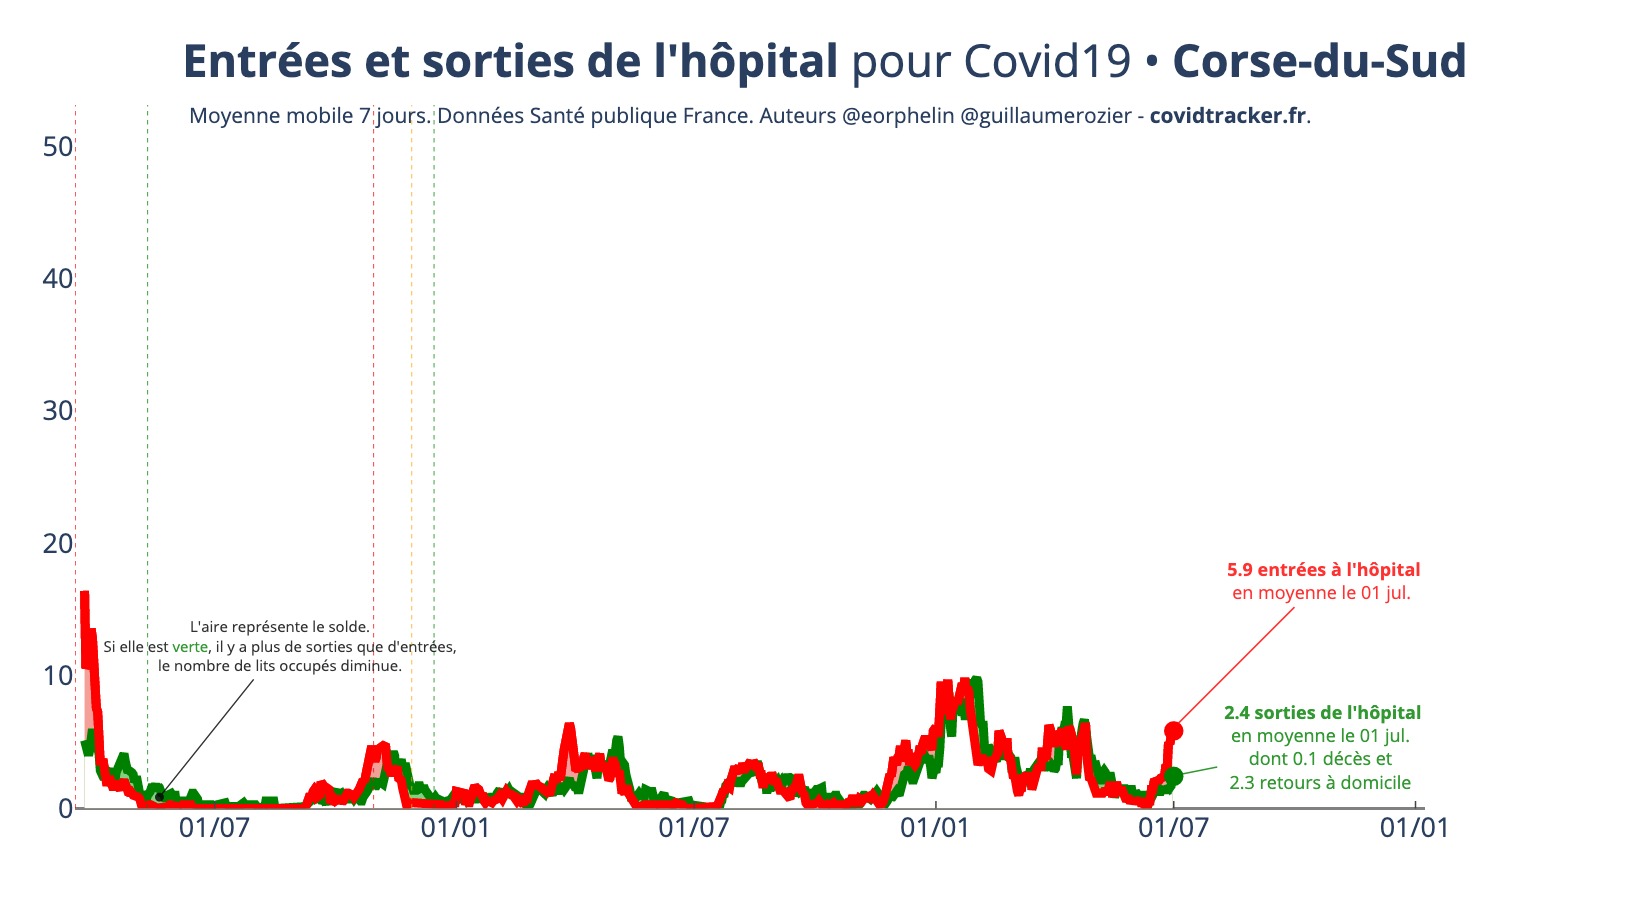 Entrées et sorties de l'hôpital pour Covid19 • Corse-du-Sud
Moyenne mobile 7 jours. Données Santé publique France. Auteurs @eorphelin @guillaumerozier - covidtracker.fr.
50
40
30
20
10
0
5.9 entrées à l'hôpital
en moyenne le 01 jul.
L'aire représente le solde.
Si elle est verte, il y a plus de sorties que d'entrées,
le nombre de lits occupés diminue.
2.4 sorties de l'hôpital
en moyenne le 01 jul.
dont 0.1 décès et
2.3 retours à domicile
01/07
01/01
01/07
01/01
01/07
01/01